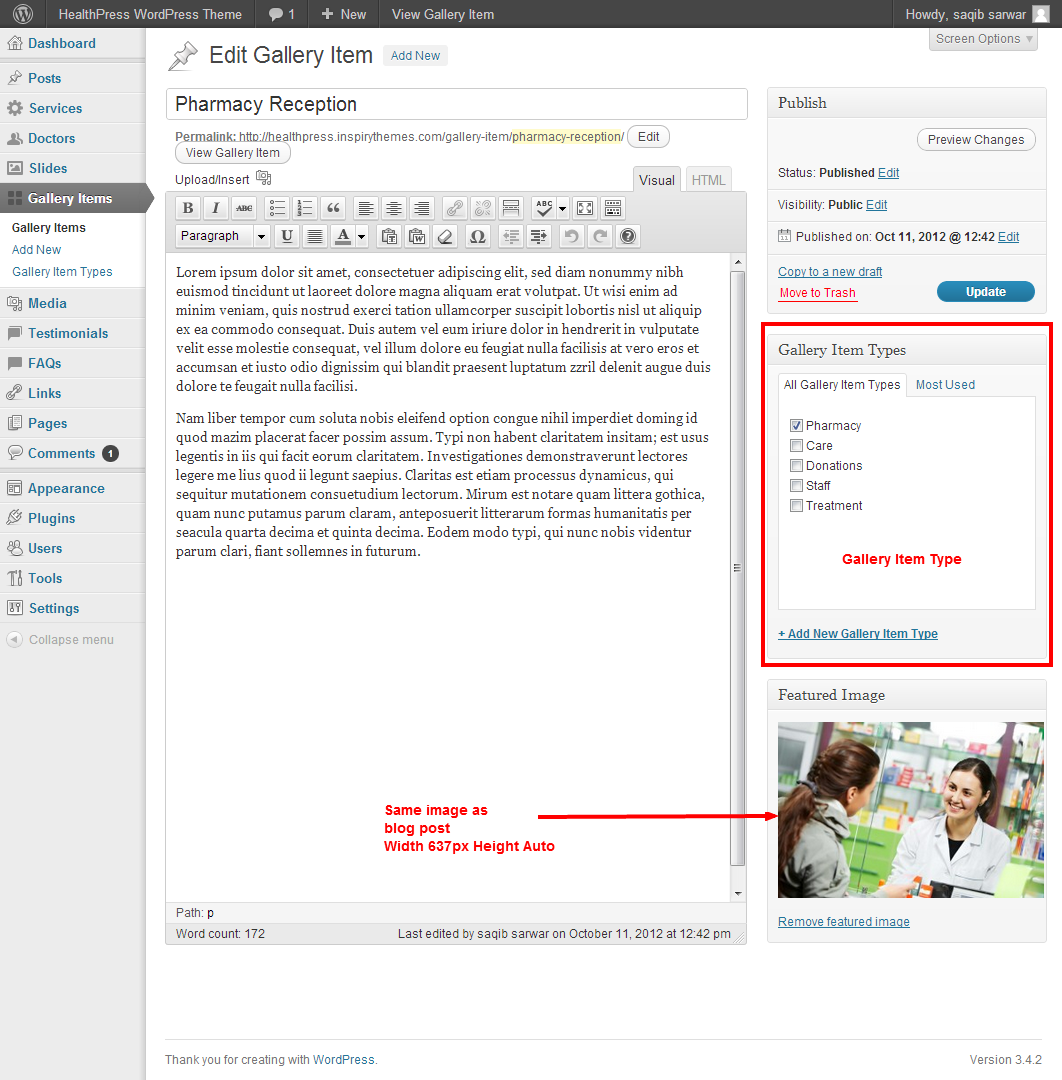 HealthPress WordPress Theme
1
New
View Gallery Item
Howdy, saqib sarwar
Dashboard
Posts
Services
Doctors
Slides
Gallery Items
Gallery Items
Add New
Gallery Item Types
Media
Testimonials
FAQs
Links
Pages
Comments 1
Appearance
Plugins
Users
Tools
Settings
Collapse menu
Screen Options
Edit Gallery Item
Add New
Pharmacy Reception
Permalink: http://healthpress.inspirythemes.com/gallery-item/pharmacy-reception/ Edit
View Gallery Item
Upload/Insert
Visual
HTML
B I ABC ABC
Paragraph U A Ω
Lorem ipsum dolor sit amet, consectetuer adipiscing elit, sed diam nonummy nibh
euismod tincidunt ut laoreet dolore magna aliquam erat volutpat. Ut wisi enim ad
minim veniam, quis nostrud exerci tation ullamcorper suscipit lobortis nisl ut aliquip
ex ea commodo consequat. Duis autem vel eum iriure dolor in hendrerit in vulputate
velit esse molestie consequat, vel illum dolore eu feugiat nulla facilisis at vero eros et
accumsan et iusto odio dignissim qui blandit praesent luptatum zzril delenit augue duis
dolore te feugait nulla facilisi.
Nam liber tempor cum soluta nobis eleifend option congue nihil imperdiet doming id
quod mazim placerat facer possim assum. Typi non habent claritatem insitam; est usus
legentis in iis qui facit eorum claritatem. Investigationes demonstraverunt lectores
legere me lius quod ii legunt saepius. Claritas est etiam processus dynamicus, qui
sequitur mutationem consuetudium lectorum. Mirum est notare quam littera gothica,
quam nunc putamus parum claram, anteposuerit litterarum formas humanitatis per
seacula quarta decima et quinta decima. Eodem modo typi, qui nunc nobis videntur
parum clari, fiant sollemnes in futurum.
Same image as
blog post
Width 637px Height Auto
Path: p
Word count: 172
Last edited by saqib sarwar on October 11, 2012 at 12:42 pm
Publish
Preview Changes
Status: Published Edit
Visibility: Public Edit
Published on: Oct 11, 2012 @ 12:42 Edit
Copy to a new draft
Move to Trash
Update
Gallery Item Types
All Gallery Item Types
Most Used
Pharmacy
Care
Donations
Staff
Treatment
Gallery Item Type
+ Add New Gallery Item Type
Featured Image
Remove featured image
Thank you for creating with WordPress.
Version 3.4.2